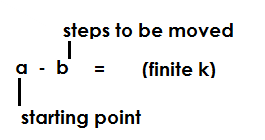 steps to be moved
a - b = (finite k)
starting point